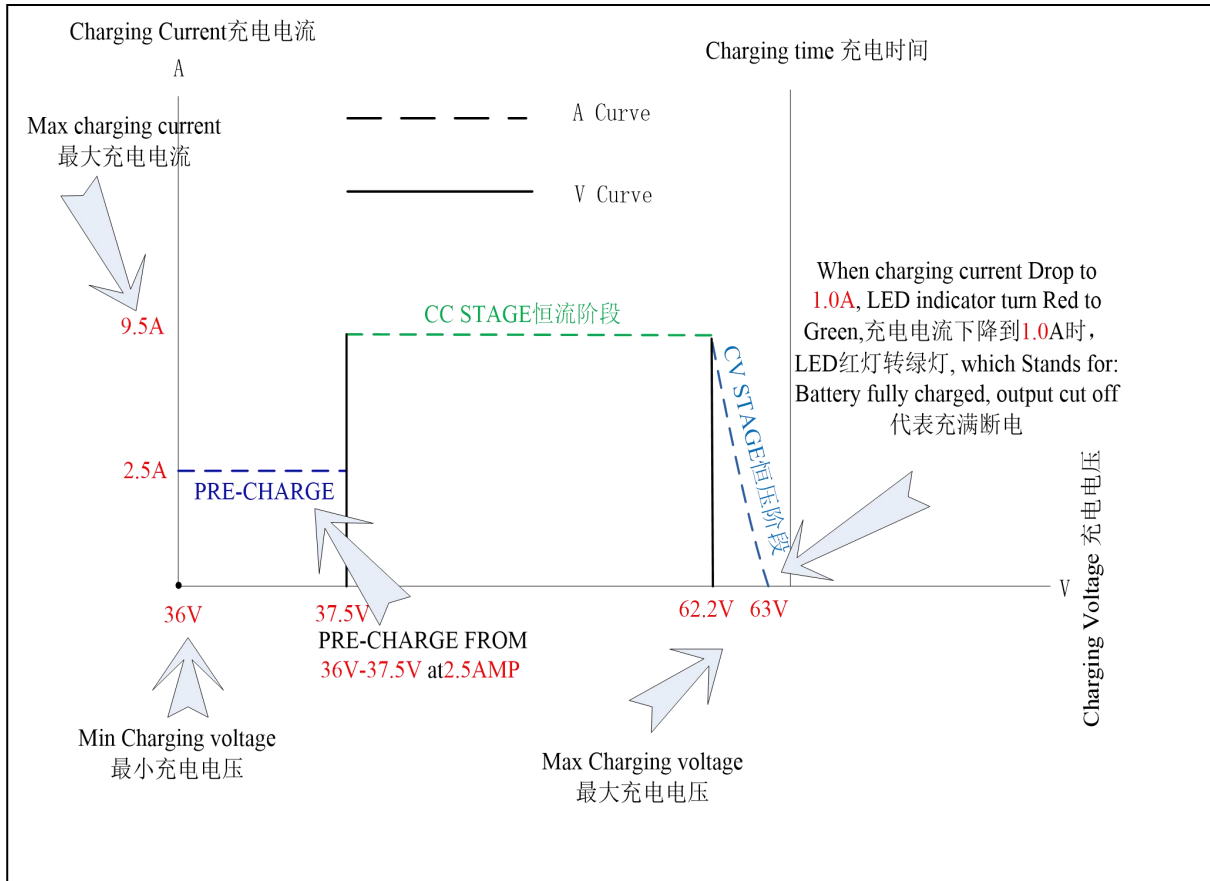 Charging Current充电电流
A
Charging time 充电时间
A Curve
Max charging current
最大充电电流
V Curve
When charging current Drop to
1.0A, LED indicator turn Red to
Green,充电电流下降到1.0A时，
LED红灯转绿灯, which Stands for:
Battery fully charged, output cut off
代表充满断电
9.5A
CC STAGE恒流阶段
CV STAGE恒压阶段
2.5A
PRE-CHARGE
36V
37.5V
62.2V
63V
V
Charging Voltage 充电电压
PRE-CHARGE FROM
36V-37.5V at2.5AMP
Min Charging voltage
最小充电电压
Max Charging voltage
最大充电电压